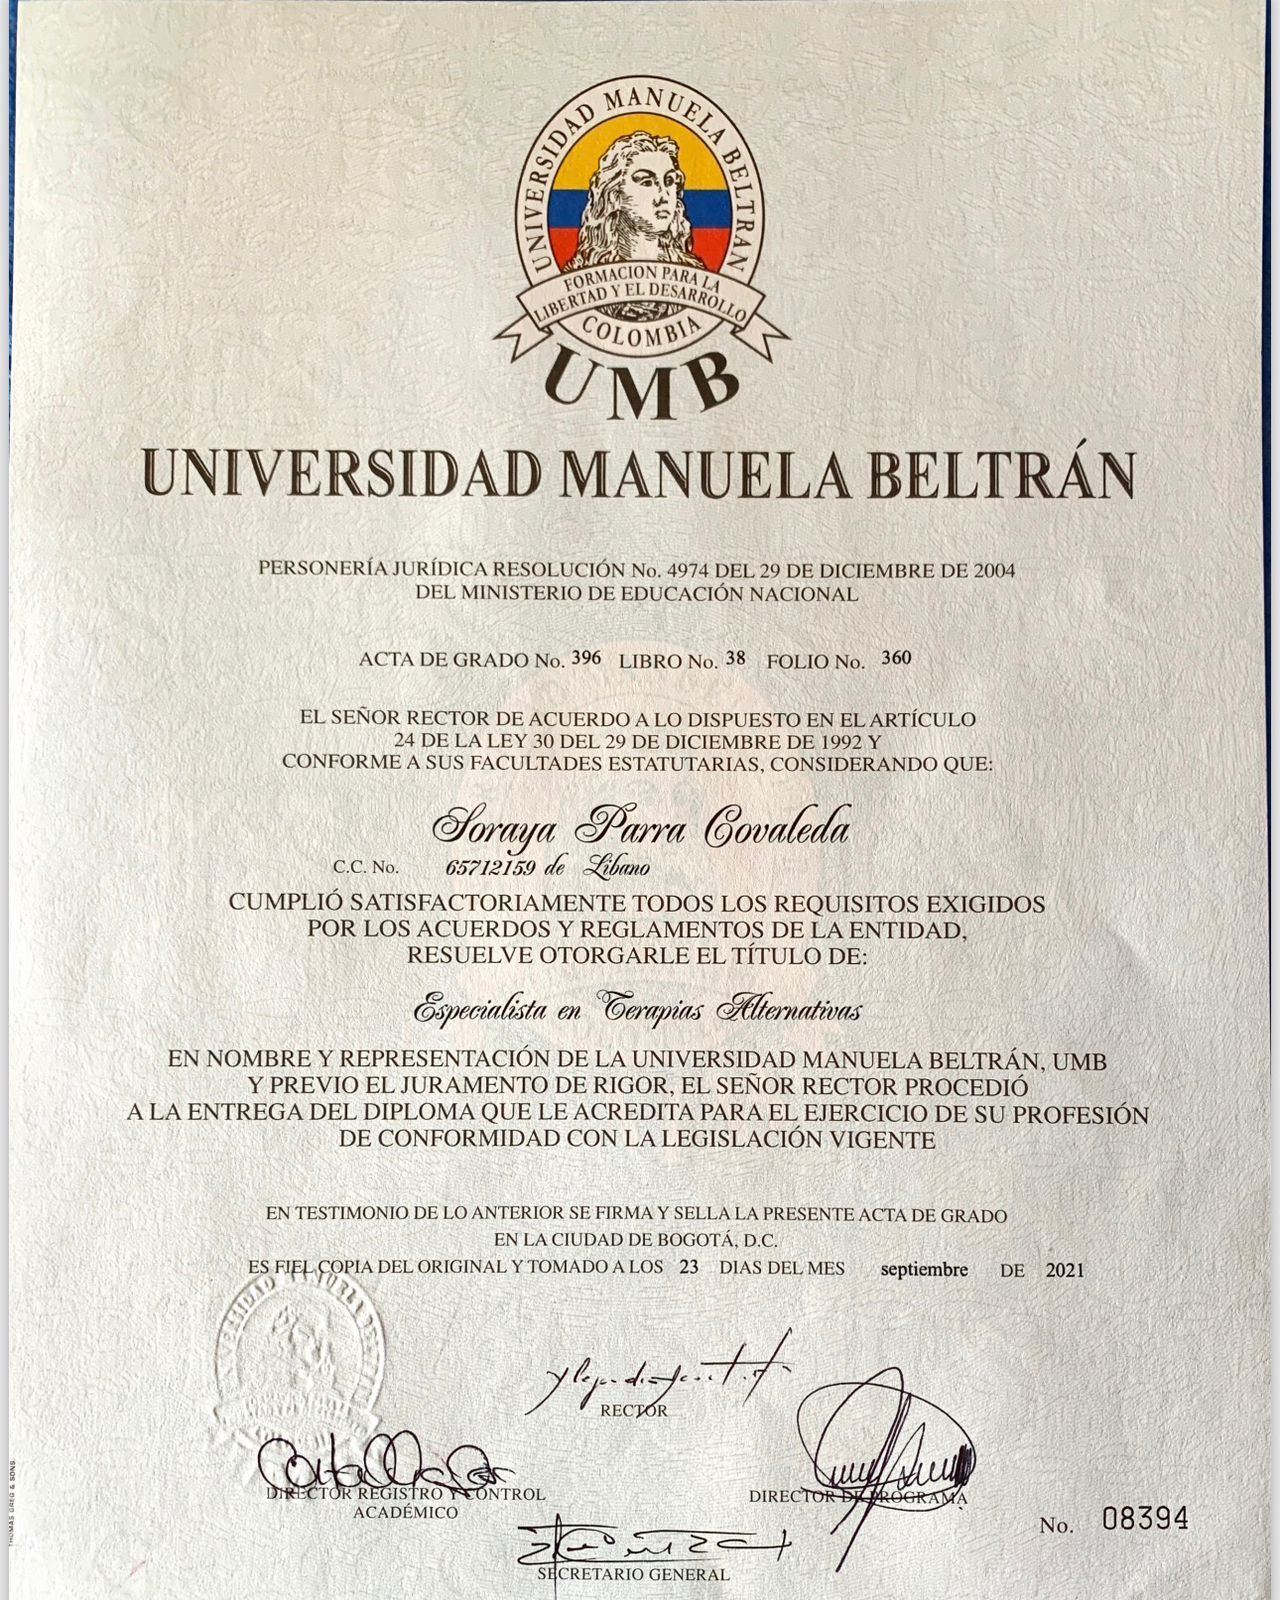 UNIVERSIDAD MANUELA BELTRAN
FORMACION PARA LA
LIBERTAD Y EL DESARROLLO
COLOMBIA
UMB
UNIVERSIDAD MANUELA BELTRÁN
PERSONERÍA JURÍDICA RESOLUCIÓN No. 4974 DEL 29 DE DICIEMBRE DE 2004
DEL MINISTERIO DE EDUCACIÓN NACIONAL
ACTA DE GRADO No. 396 LIBRO No. 38 FOLIO No. 360
EL SEÑOR RECTOR DE ACUERDO A LO DISPUESTO EN EL ARTÍCULO
24 DE LA LEY 30 DEL 29 DE DICIEMBRE DE 1992 Y
CONFORME A SUS FACULTADES ESTATUTARIAS, CONSIDERANDO QUE:
Soraya Parra Covaleda
C.C. No. 65712159 de Líbano
CUMPLIÓ SATISFACTORIAMENTE TODOS LOS REQUISITOS EXIGIDOS
POR LOS ACUERDOS Y REGLAMENTOS DE LA ENTIDAD,
RESUELVE OTORGARLE EL TÍTULO DE:
Especialista en Terapias Alternativas
EN NOMBRE Y REPRESENTACIÓN DE LA UNIVERSIDAD MANUELA BELTRÁN, UMB
Y PREVIO EL JURAMENTO DE RIGOR, EL SEÑOR RECTOR PROCEDIÓ
A LA ENTREGA DEL DIPLOMA QUE LE ACREDITA PARA EL EJERCICIO DE SU PROFESIÓN
DE CONFORMIDAD CON LA LEGISLACIÓN VIGENTE
EN TESTIMONIO DE LO ANTERIOR SE FIRMA Y SELLA LA PRESENTE ACTA DE GRADO
EN LA CIUDAD DE BOGOTÁ, D.C.
ES FIEL COPIA DEL ORIGINAL Y TOMADO A LOS 23 DIAS DEL MES septiembre DE 2021
RECTOR
DIRECTOR REGISTRO Y CONTROL
ACADÉMICO
DIRECTOR DE PROGRAMA
No. 08394
SECRETARIO GENERAL
THOMAS GREG & SONS.